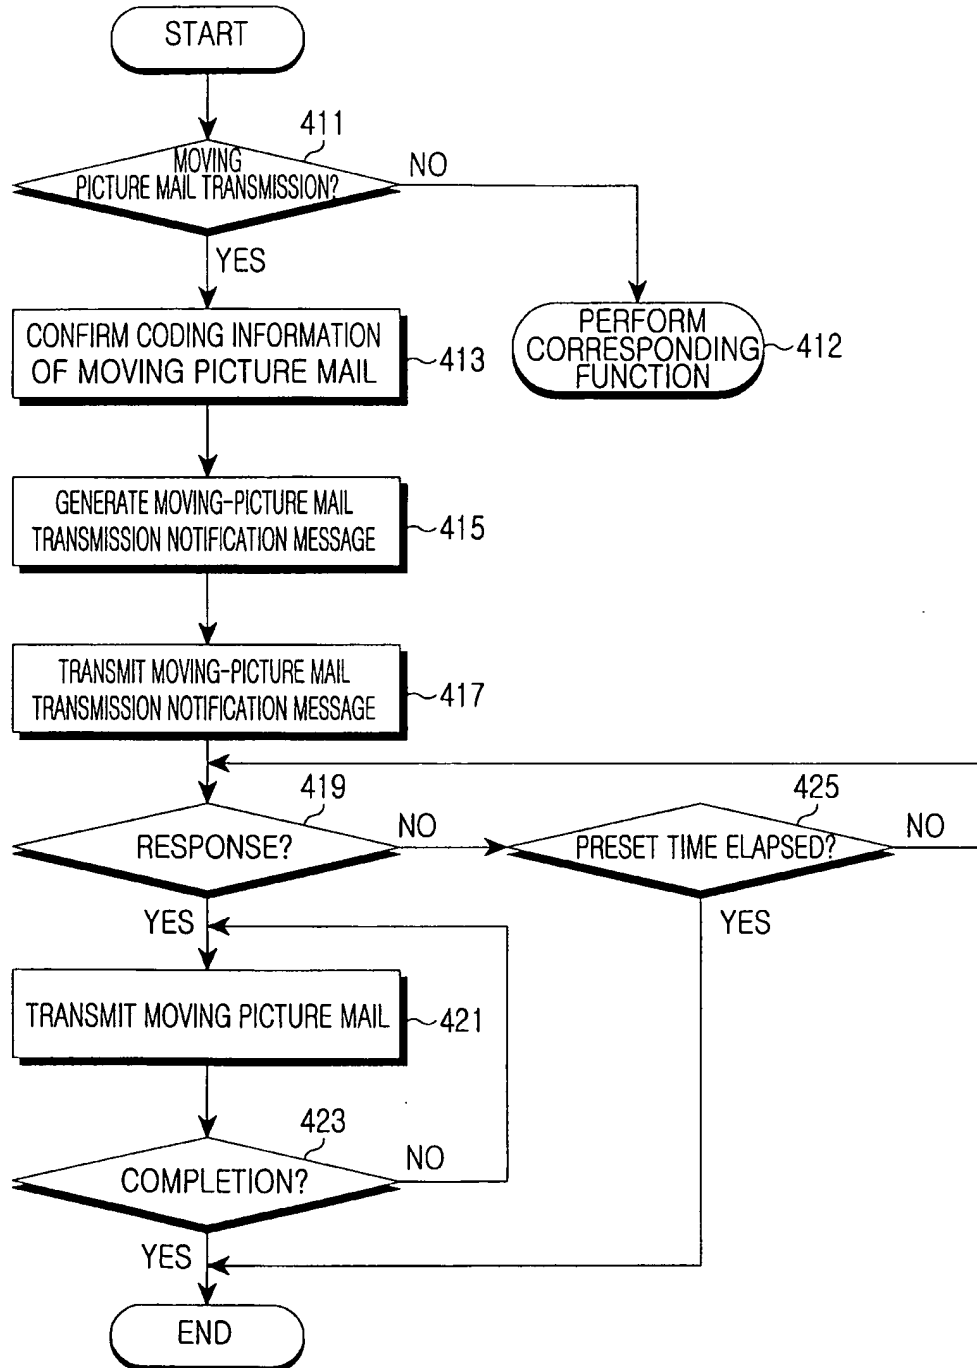 START
411
MOVING
PICTURE MAIL TRANSMISSION?
NO
YES
CONFIRM CODING INFORMATION
OF MOVING PICTURE MAIL
413
PERFORM
CORRESPONDING
FUNCTION
412
GENERATE MOVING-PICTURE MAIL
TRANSMISSION NOTIFICATION MESSAGE
415
TRANSMIT MOVING-PICTURE MAIL
TRANSMISSION NOTIFICATION MESSAGE
417
419
RESPONSE?
NO
425
PRESET TIME ELAPSED?
NO
YES
YES
TRANSMIT MOVING PICTURE MAIL
421
423
COMPLETION?
NO
YES
END